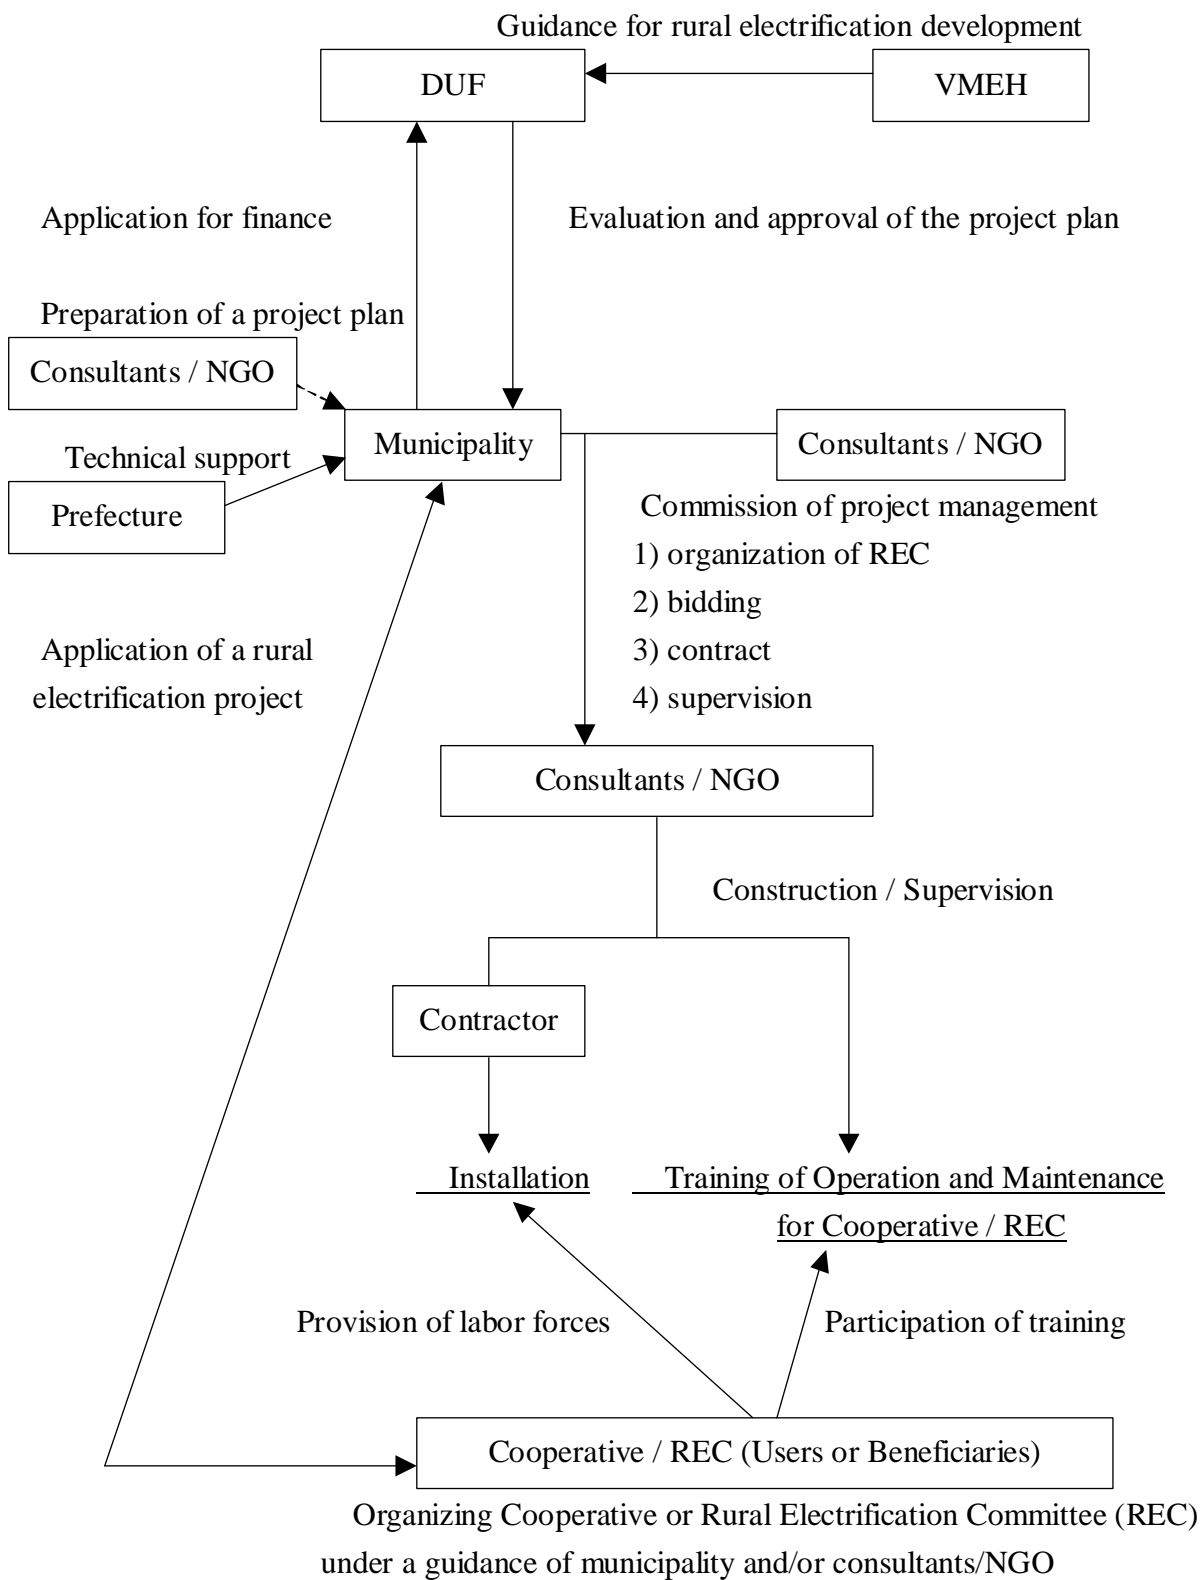 Guidance for rural electrification development
DUF
VMEH
Application for finance
Evaluation and approval of the project plan
Preparation of a project plan
Consultants / NGO
Municipality
Consultants / NGO
Technical support
Prefecture
Commission of project management
1) organization of REC
2) bidding
3) contract
4) supervision
Application of a rural
electrification project
Consultants / NGO
Construction / Supervision
Contractor
Installation
Training of Operation and Maintenance
for Cooperative / REC
Provision of labor forces
Participation of training
Cooperative / REC (Users or Beneficiaries)
Organizing Cooperative or Rural Electrification Committee (REC)
under a guidance of municipality and/or consultants/NGO